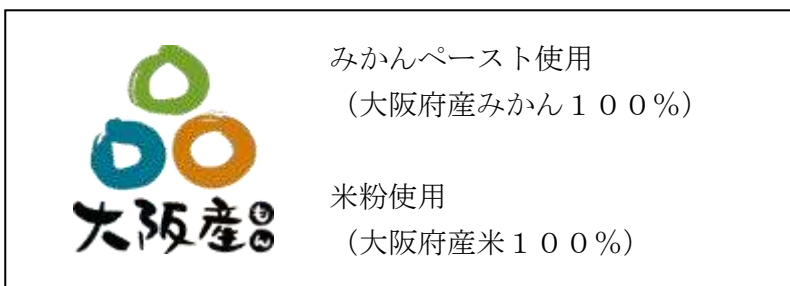 大阪産もん
みかんペースト使用
（大阪府産みかん１００％）
米粉使用
（大阪府産米１００％）